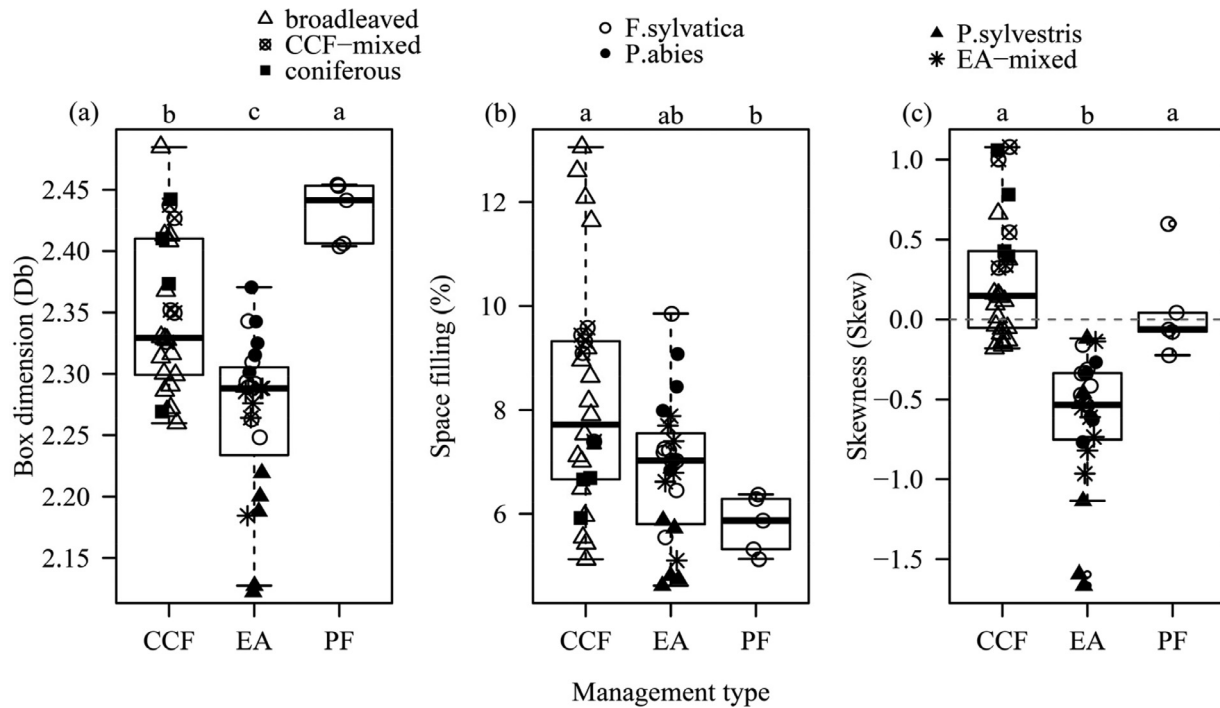 broadleaved
CCF−mixed
coniferous
F.sylvatica
P.abies
P.sylvestris
EA−mixed
(a)
b c a
Box dimension (Db)
2.45
2.40
2.35
2.30
2.25
2.20
2.15
CCF EA PF
(b)
a ab b
Space filling (%)
12
10
8
6
CCF EA PF
(c)
a b a
Skewness (Skew)
1.0
0.5
0.0
−0.5
−1.0
−1.5
CCF EA PF
Management type